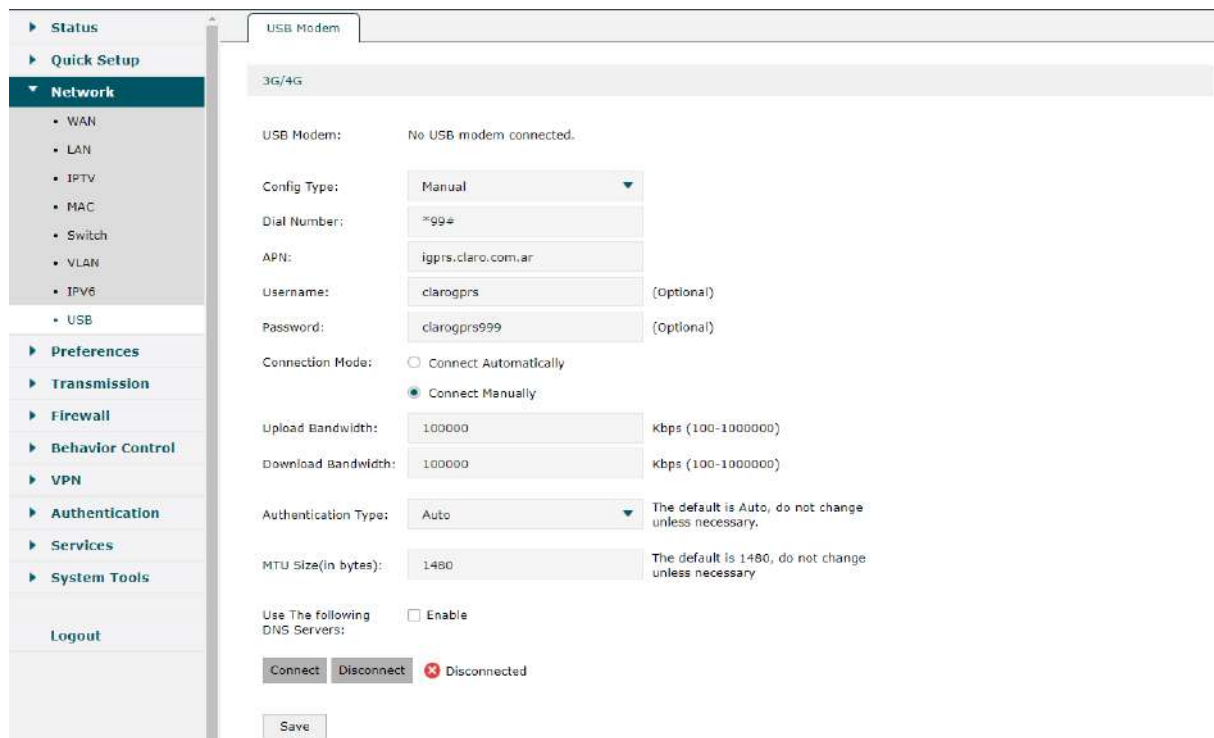 Status
Quick Setup
Network
WAN
LAN
IPTV
MAC
Switch
VLAN
IPV6
USB
Preferences
Transmission
Firewall
Behavior Control
VPN
Authentication
Services
System Tools
Logout
USB Modem
3G/4G
USB Modem: No USB modem connected.
Config Type: Manual
Dial Number: *99#
APN: igprs.claro.com.ar
Username: clarogprs (Optional)
Password: clarogprs999 (Optional)
Connection Mode: Connect Automatically
Connect Manually
Upload Bandwidth: 100000 Kbps (100-1000000)
Download Bandwidth: 100000 Kbps (100-1000000)
Authentication Type: Auto The default is Auto, do not change
unless necessary.
MTU Size(in bytes): 1480 The default is 1480, do not change
unless necessary
Use The following Enable
DNS Servers:
Connect Disconnect Disconnected
Save